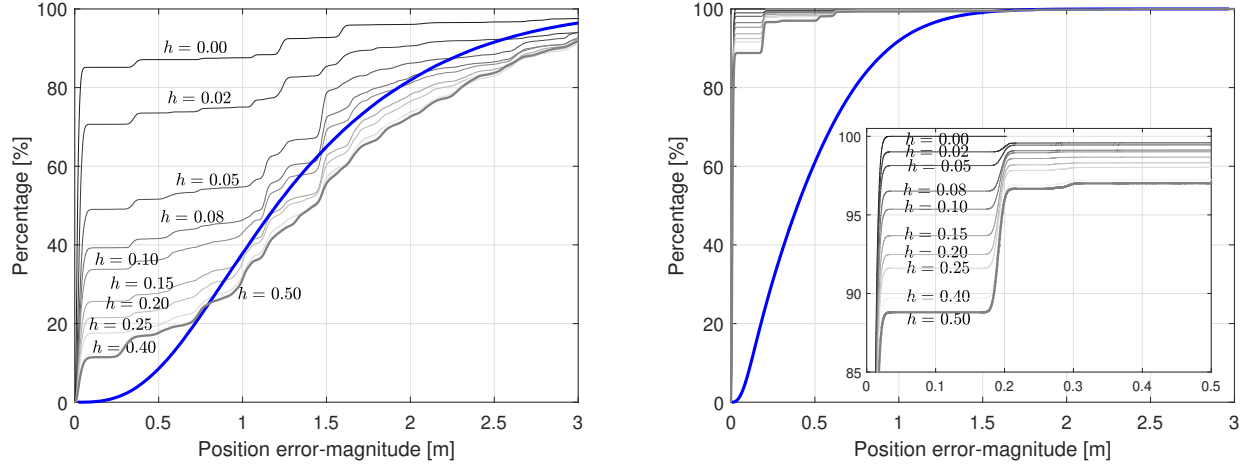 100
80
60
40
20
0
Percentage [%]
h = 0.00
h = 0.02
h = 0.05
h = 0.08
h = 0.10
h = 0.15
h = 0.20
h = 0.25
h = 0.40
h = 0.50
0 0.5 1 1.5 2 2.5 3
Position error-magnitude [m]
100
80
60
40
20
0
Percentage [%]
100
95
90
85
h = 0.00
h = 0.02
h = 0.05
h = 0.08
h = 0.10
h = 0.15
h = 0.20
h = 0.25
h = 0.40
h = 0.50
0 0.1 0.2 0.3 0.4 0.5
0 0.5 1 1.5 2 2.5 3
Position error-magnitude [m]